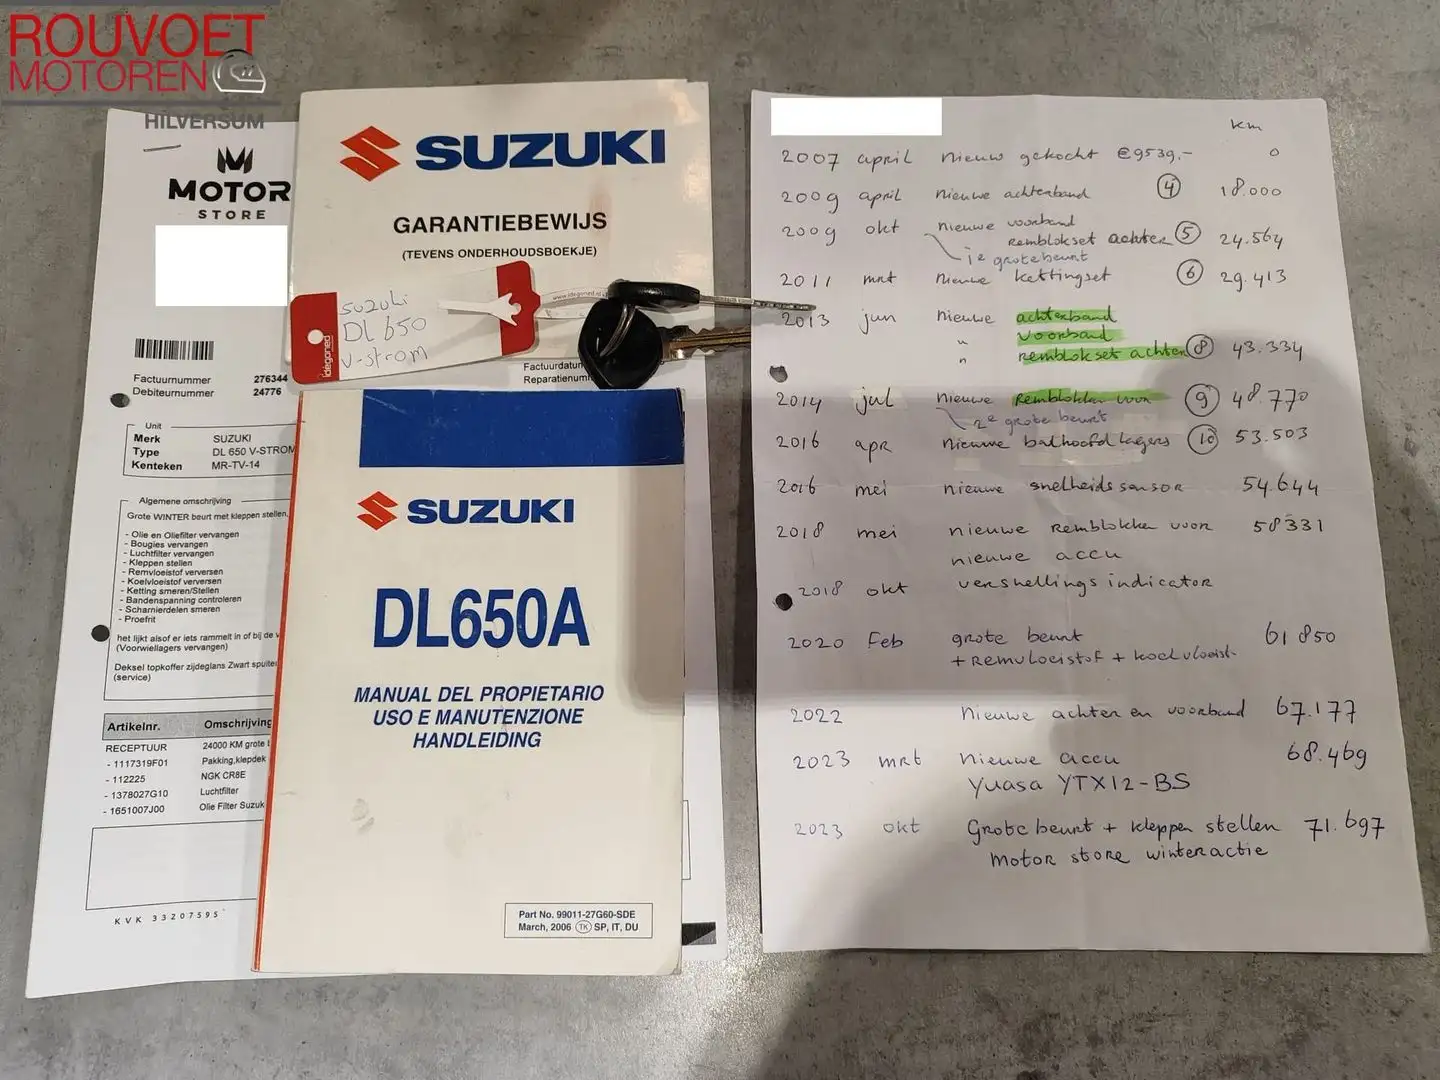 ROUVOET
MOTOREN
HILVERSUM
MOTOR
STORE
Factuurnummer 276344
Debiteurnummer 24776
Unit
Merk SUZUKI
Type DL 650 V-STROM
Kenteken MR-TV-14
Algemene omschrijving
Grote WINTER beurt met kleppen stellen,
- Olie en Oliefilter vervangen
- Bougies vervangen
- Luchtfilter vervangen
- Kleppen stellen
- Remvloeistof verversen
- Koelvloeistof verversen
- Ketting smeren/Stellen
- Bandenspanning controleren
- Scharnierdelen smeren
- Proefrit
het lijkt alsof er iets rammelt in of bij de v
(Voorwiellagers vervangen)
Deksel topkoffer zijdeglans Zwart spuiten
(service)
Artikelnr. Omschrijving
RECEPTUUR 24000 KM grote
- 1117319F01 Pakking,klepdek
- 112225 NGK CR8E
- 1378027G10 Luchtfilter
- 1651007J00 Olie Filter Suzuk
KVK 33207595
SUZUKI
GARANTIEBEWIJS
(TEVENS ONDERHOUDSBOEKJE)
idegoned
suzuki
DL 650
v-strom
www.idegoned.nl
Factuurdatu
Reparatienum
SUZUKI
DL650A
MANUAL DEL PROPIETARIO
USO E MANUTENZIONE
HANDLEIDING
Part No. 99011-27G60-SDE
March, 2006 TK SP, IT, DU
km
2007 april nieuw gekocht €9539,- 0
2009 april nieuwe achterband 4 18.000
2009 okt nieuwe voorband
remblokset achter 5 24.564
1e grote beurt
2011 mrt nieuwe kettingset 6 29.413
2013 jun nieuwe achterband
" voorband
" remblokset achter 8 43.334
2014 jul nieuwe remblokken voor 9 48.770
2e grote beurt
2016 apr nieuwe balhoofdlagers 10 53.503
2016 mei nieuwe snelheidssensor 54.644
2018 mei nieuwe remblokken voor 58331
nieuwe accu
2018 okt versnellings indicator
2020 Feb grote beurt 61850
+ remvloeistof + koelvloeist.
2022 nieuwe achter en voorband 67.177
2023 mrt nieuwe accu 68.469
Yuasa YTX12-BS
2023 okt Grote beurt + kleppen stellen 71.697
Motor store winteractie